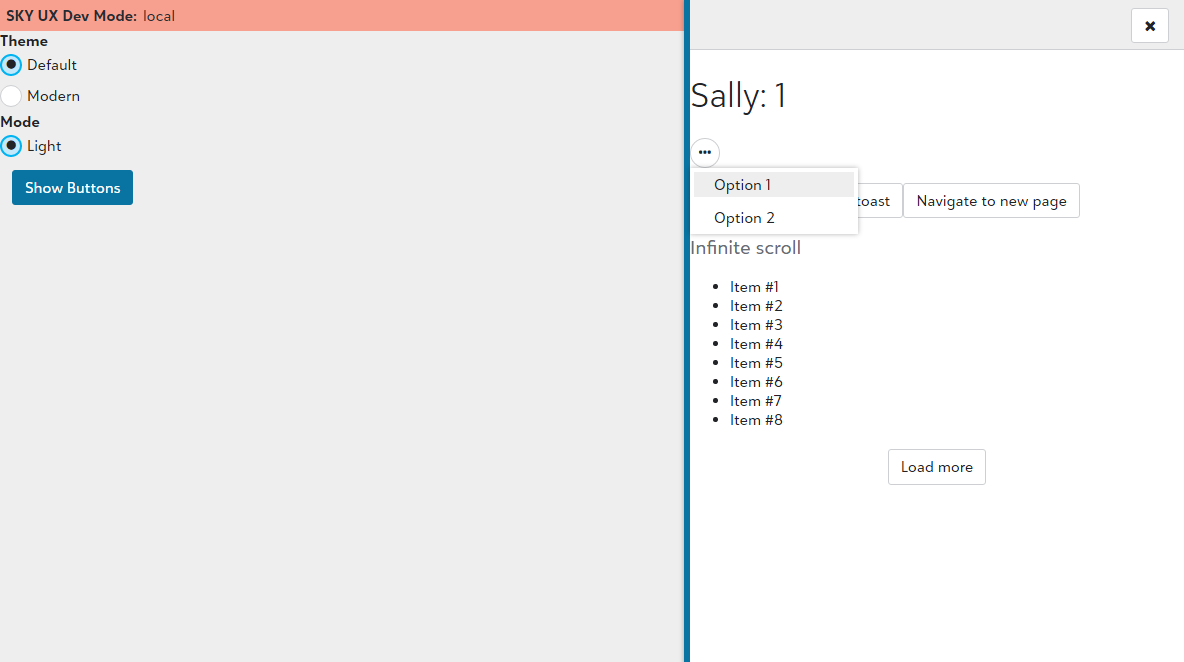 SKY UX Dev Mode: local
Theme
Default
Modern
Mode
Light
Show Buttons
Sally: 1
Option 1
Option 2
toast
Navigate to new page
Infinite scroll
Item #1
Item #2
Item #3
Item #4
Item #5
Item #6
Item #7
Item #8
Load more